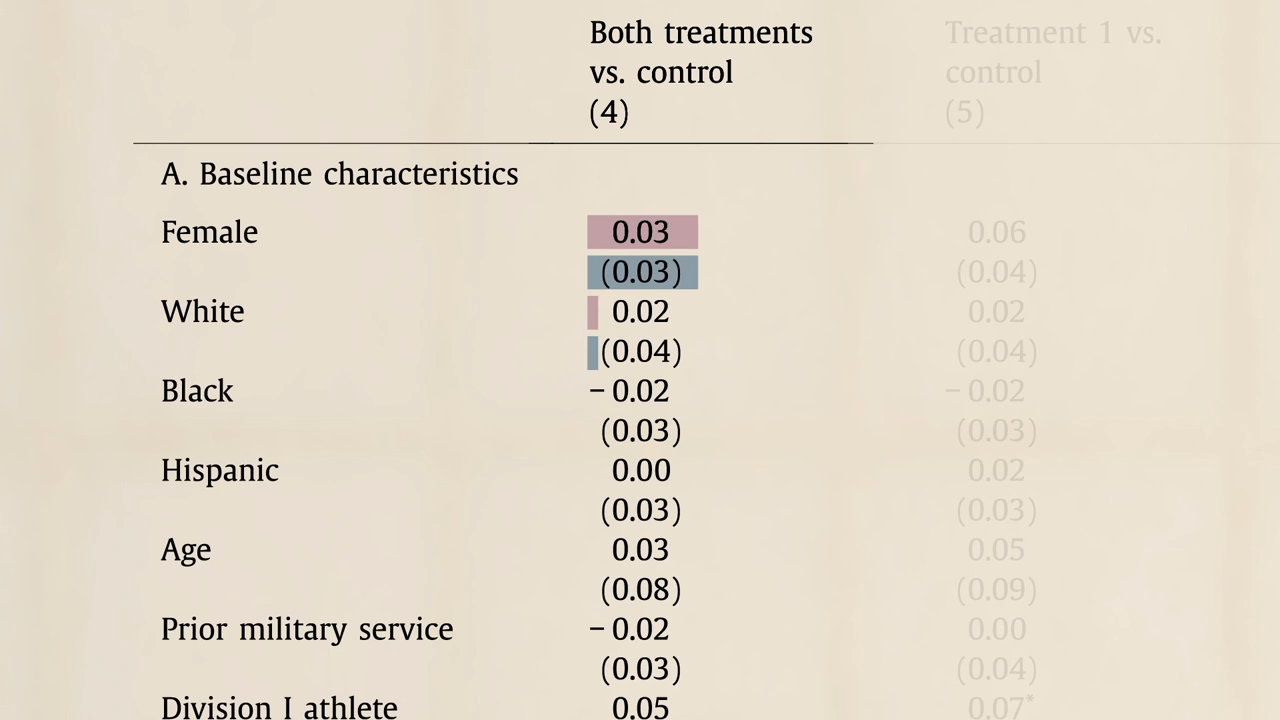 Both treatments Treatment 1 vs.
vs. control control
(4) (5)
A. Baseline characteristics
Female 0.03 0.06
(0.03) (0.04)
White 0.02 0.02
(0.04) (0.04)
Black −0.02 −0.02
(0.03) (0.03)
Hispanic 0.00 0.02
(0.03) (0.03)
Age 0.03 0.05
(0.08) (0.09)
Prior military service −0.02 0.00
(0.03) (0.04)
Division I athlete 0.05 0.07*